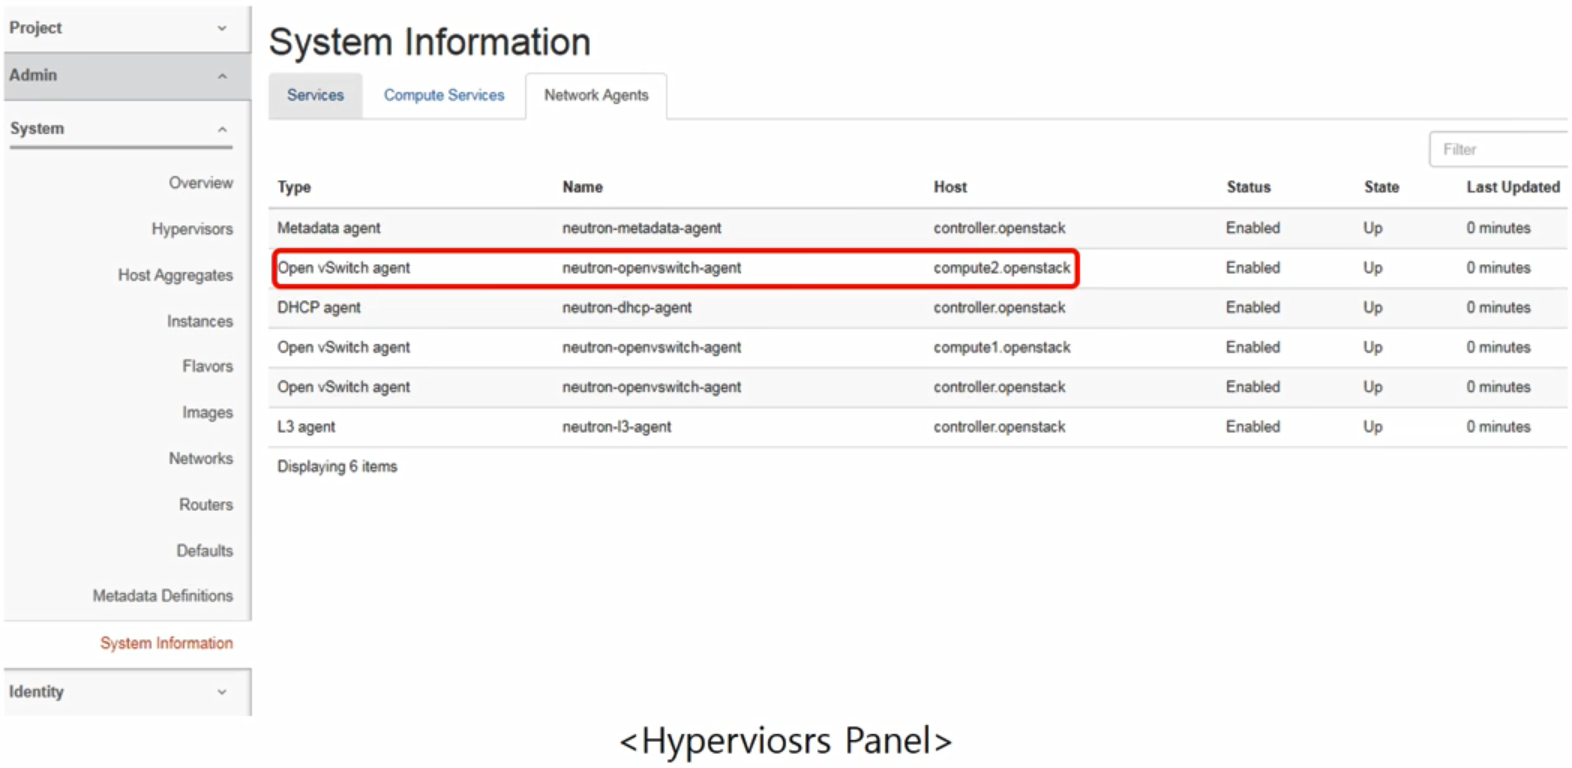 Project
Admin
System
Overview
Hypervisors
Host Aggregates
Instances
Flavors
Images
Networks
Routers
Defaults
Metadata Definitions
System Information
Identity
System Information
Services Compute Services Network Agents
Filter
Type Name Host Status State Last Updated
Metadata agent neutron-metadata-agent controller.openstack Enabled Up 0 minutes
Open vSwitch agent neutron-openvswitch-agent compute2.openstack Enabled Up 0 minutes
DHCP agent neutron-dhcp-agent controller.openstack Enabled Up 0 minutes
Open vSwitch agent neutron-openvswitch-agent compute1.openstack Enabled Up 0 minutes
Open vSwitch agent neutron-openvswitch-agent controller.openstack Enabled Up 0 minutes
L3 agent neutron-l3-agent controller.openstack Enabled Up 0 minutes
Displaying 6 items
<Hyperviosrs Panel>